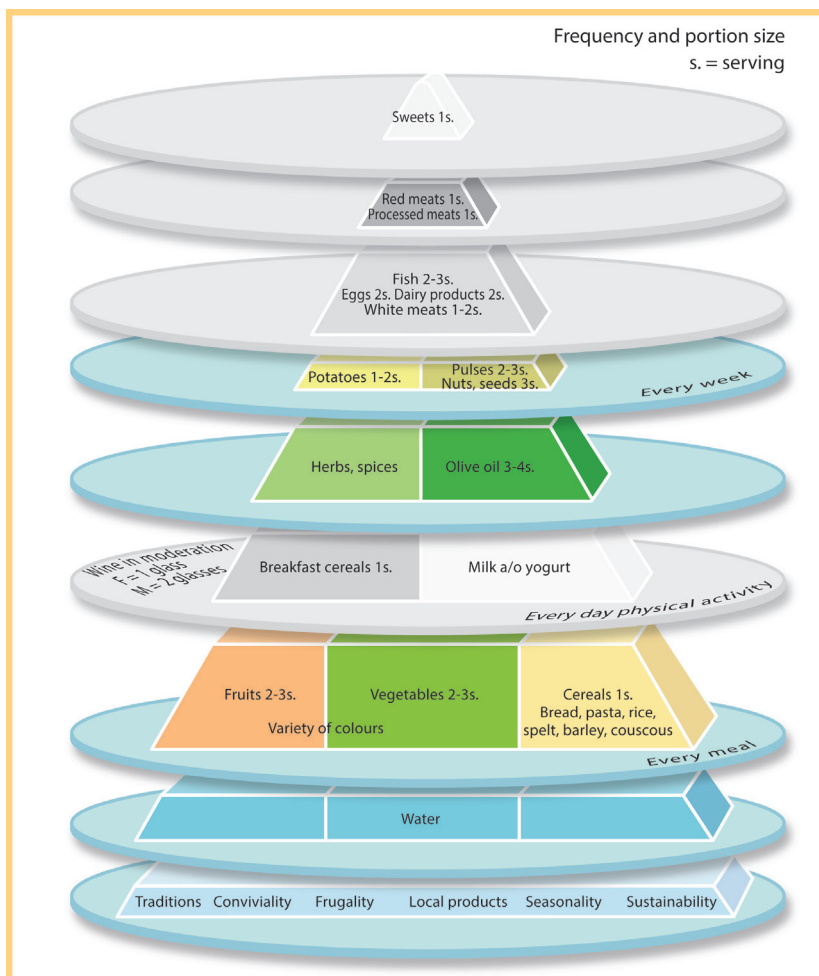 Frequency and portion size
s. = serving
Sweets 1s.
Red meats 1s.
Processed meats 1s.
Fish 2-3s.
Eggs 2s. Dairy products 2s.
White meats 1-2s.
Potatoes 1-2s.
Pulses 2-3s.
Nuts, seeds 3s.
Every week
Herbs, spices
Olive oil 3-4s.
Wine in moderation
F = 1 glass
M = 2 glasses
Breakfast cereals 1s.
Milk a/o yogurt
Every day physical activity
Fruits 2-3s.
Vegetables 2-3s.
Variety of colours
Cereals 1s.
Bread, pasta, rice,
spelt, barley, couscous
Every meal
Water
Traditions Conviviality Frugality Local products Seasonality Sustainability